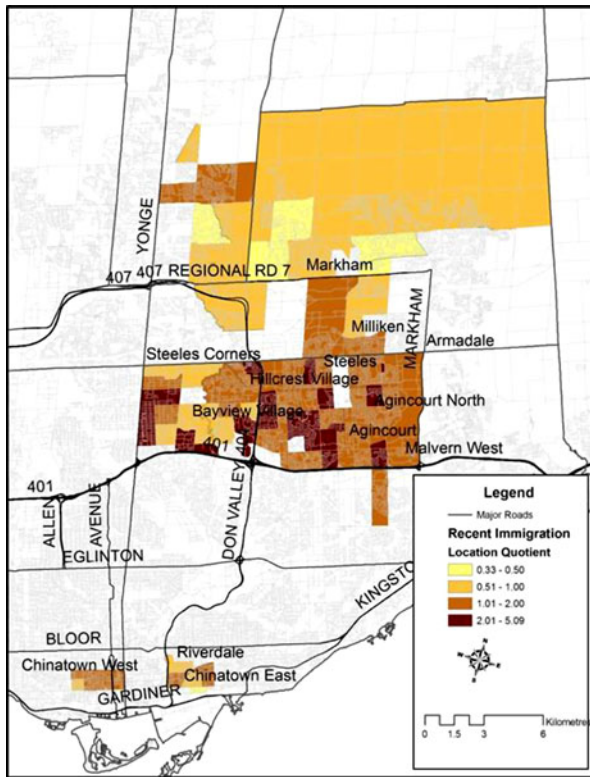 YONGE
407
407 REGIONAL RD 7
Markham
Milliken
MARKHAM
Armadale
Steeles Corners
Steeles
Hillcrest Village
Agincourt North
Bayview Village
Agincourt
401
404
Malvern West
401
ALLEN
AVENUE
DON VALLEY
EGLINTON
KINGSTO
BLOOR
Riverdale
Chinatown West
Chinatown East
GARDINER
Legend
Major Roads
Recent Immigration
Location Quotient
0.33 - 0.50
0.51 - 1.00
1.01 - 2.00
2.01 - 5.09
N
E
S
W
Kilometre
0 1.5 3 6